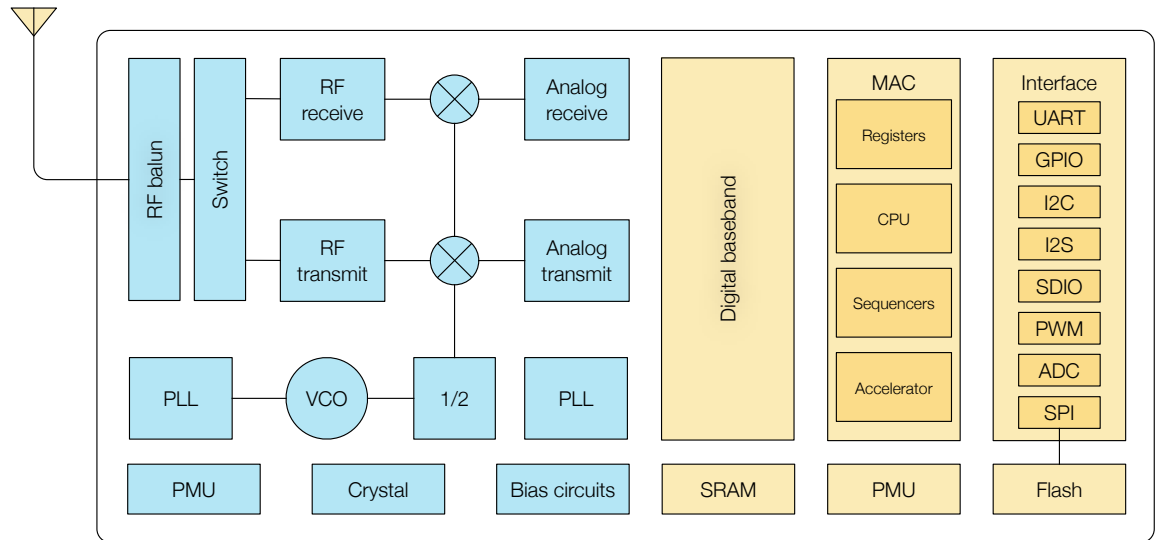 RF balun
Switch
RF
receive
Analog
receive
RF
transmit
Analog
transmit
PLL
VCO
1/2
PLL
PMU
Crystal
Bias circuits
Digital baseband
SRAM
MAC
Registers
CPU
Sequencers
Accelerator
PMU
Interface
UART
GPIO
I2C
I2S
SDIO
PWM
ADC
SPI
Flash